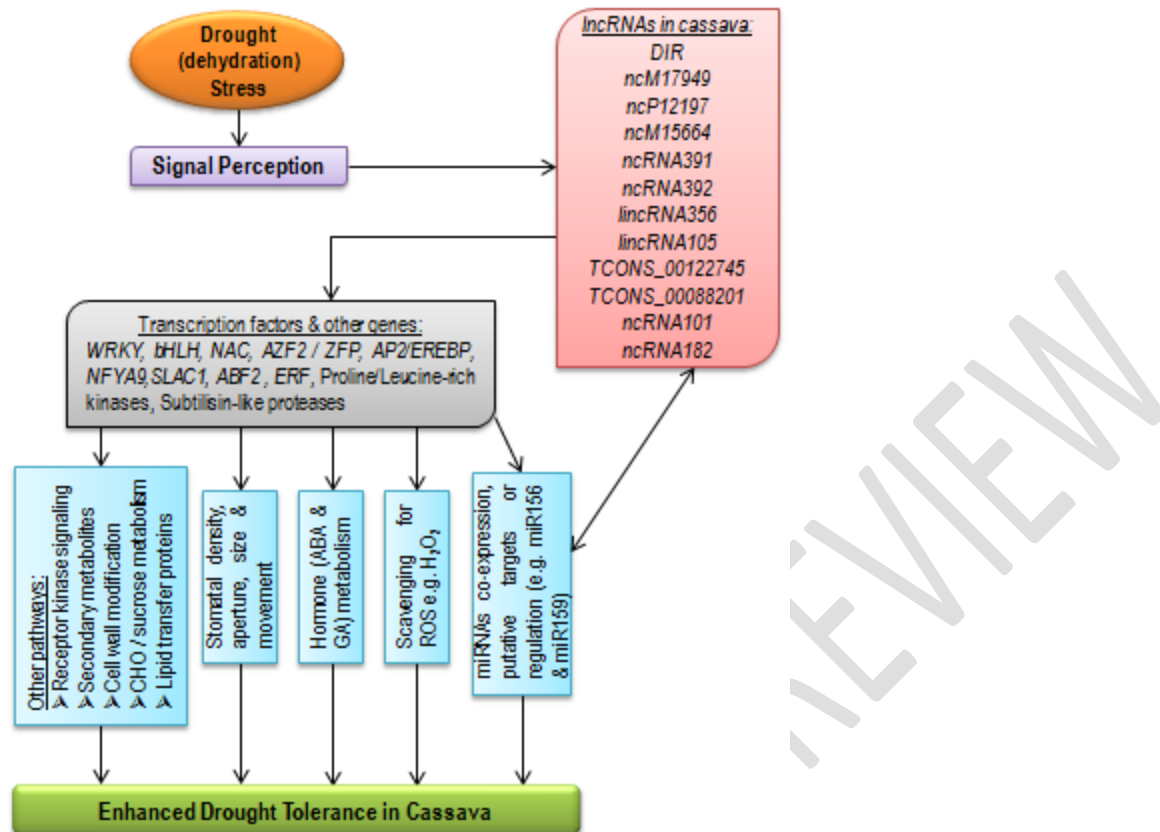 Drought
(dehydration)
Stress
Signal Perception
lncRNAs in cassava:
DIR
ncM17949
ncP12197
ncM15664
ncRNA391
ncRNA392
lincRNA356
lincRNA105
TCONS_00122745
TCONS_00088201
ncRNA101
ncRNA182
Transcription factors & other genes:
WRKY, bHLH, NAC, AZF2 / ZFP, AP2/EREBP,
NFYA9,SLAC1, ABF2 , ERF, Proline/Leucine-rich
kinases, Subtilisin-like proteases
Other pathways:
➢ Receptor kinase signaling
➢ Secondary metabolites
➢ Cell wall modification
➢ CHO / sucrose metabolism
➢ Lipid transfer proteins
Stomatal density,
aperture, size &
movement
Hormone (ABA &
GA) metabolism
Scavenging for
ROS e.g. H₂O₂
miRNAs co-expression,
putative targets or
regulation (e.g. miR156
& miR159)
Enhanced Drought Tolerance in Cassava
REVIEW